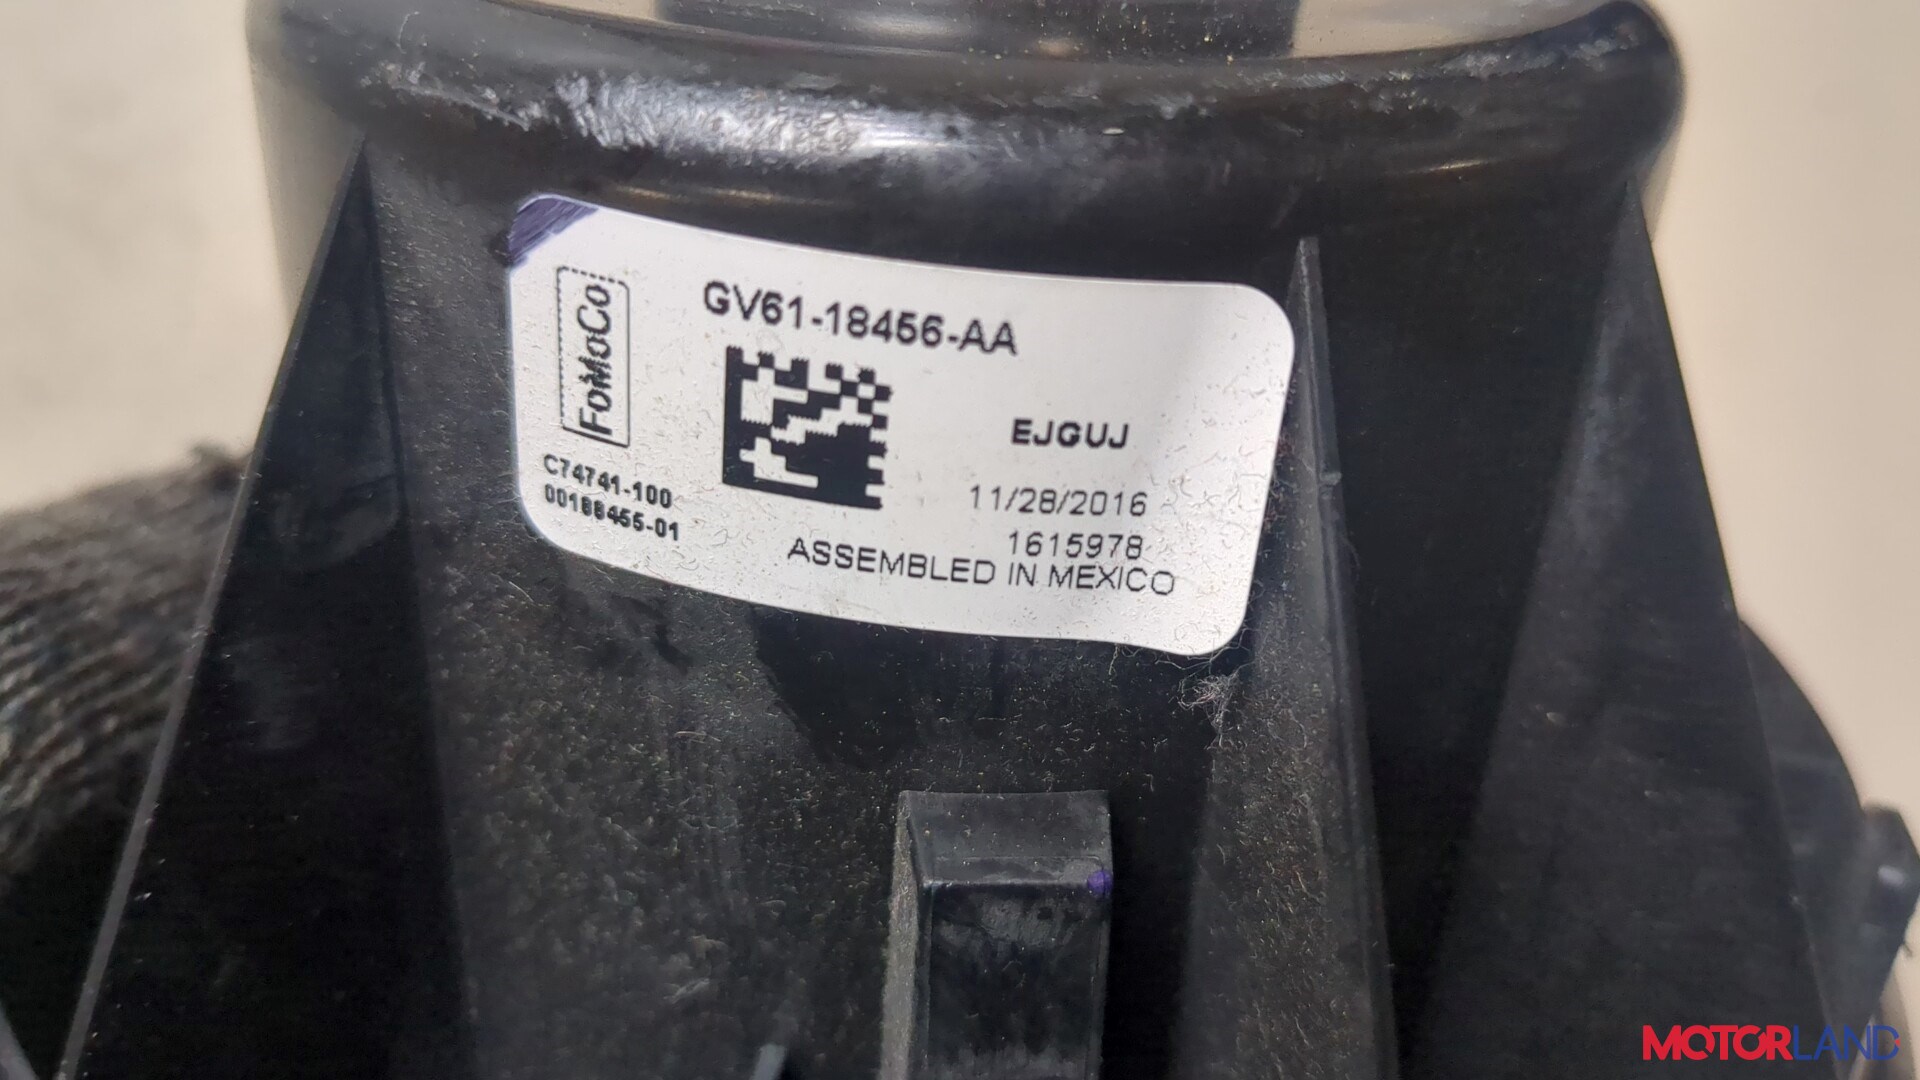 FoMoCo
GV61-18456-AA
EJGUJ
C74741-100
00188455-01
11/28/2016
1615978
ASSEMBLED IN MEXICO
MOTORLAND